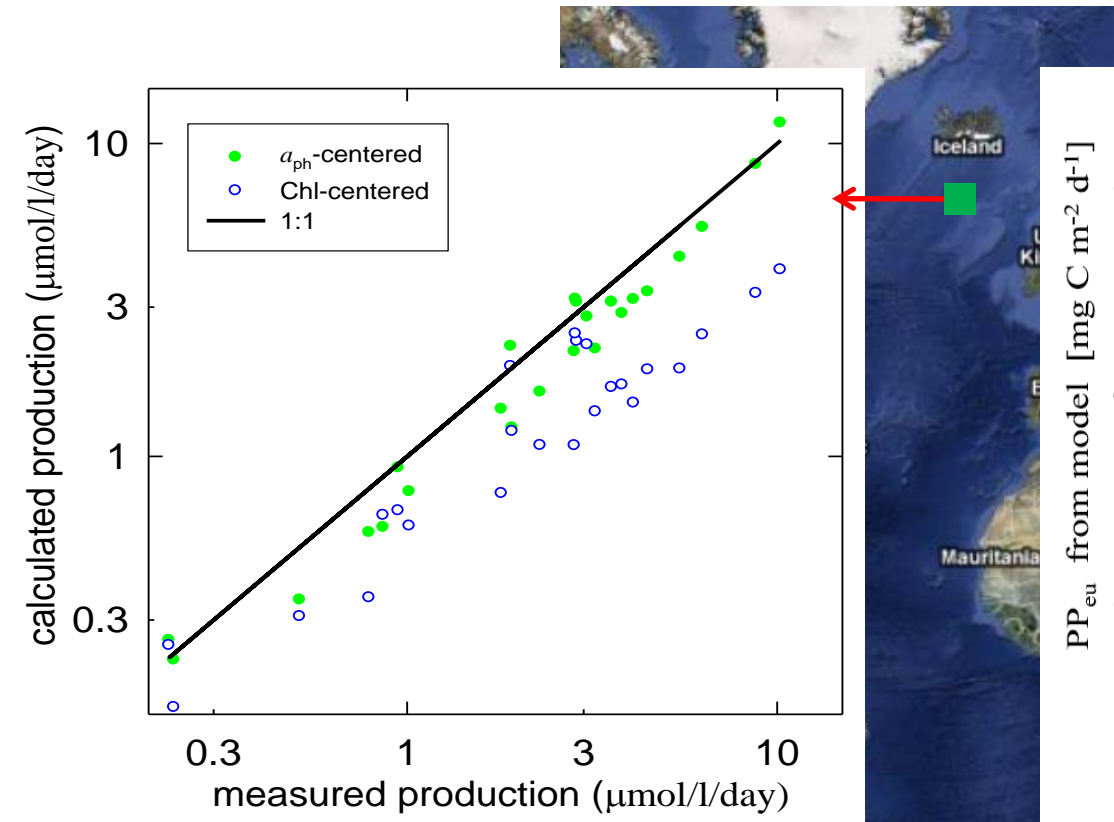 calculated production (μmol/l/day)
10
3
1
0.3
a_ph-centered
Chl-centered
1:1
0.3 1 3 10
measured production (μmol/l/day)
Iceland
Mauritania
PP_eu from model [mg C m^-2 d^-1]